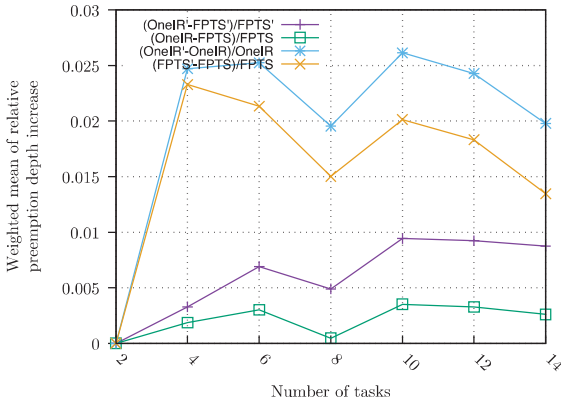 0.03
0.025
0.02
0.015
0.01
0.005
0
(OneIR'-FPTS')/FPTS'
(OneIR-FPTS)/FPTS
(OneIR'-OneIR)/OneIR
(FPTS'-FPTS)/FPTS
Weighted mean of relative
preemption depth increase
2 4 6 8 10 12 14
Number of tasks